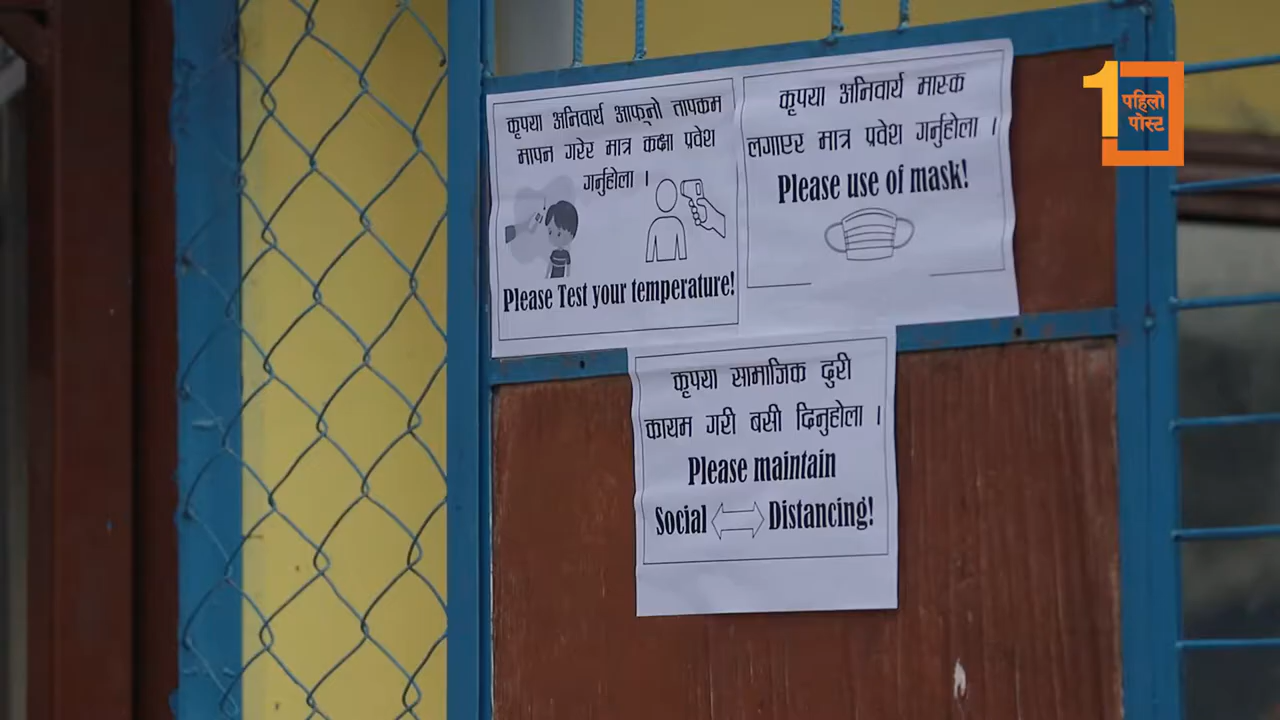 कृपया अनिवार्य आफ्नो तापक्रम
मापन गरेर मात्र कक्षा प्रवेश
गर्नुहोला ।
Please Test your temperature!
कृपया अनिवार्य मास्क
लगाएर मात्र प्रवेश गर्नुहोला ।
Please use of mask!
कृपया सामाजिक दुरी
कायम गरी बसी दिनुहोला ।
Please maintain
Social Distancing!
पहिलो
पोस्ट